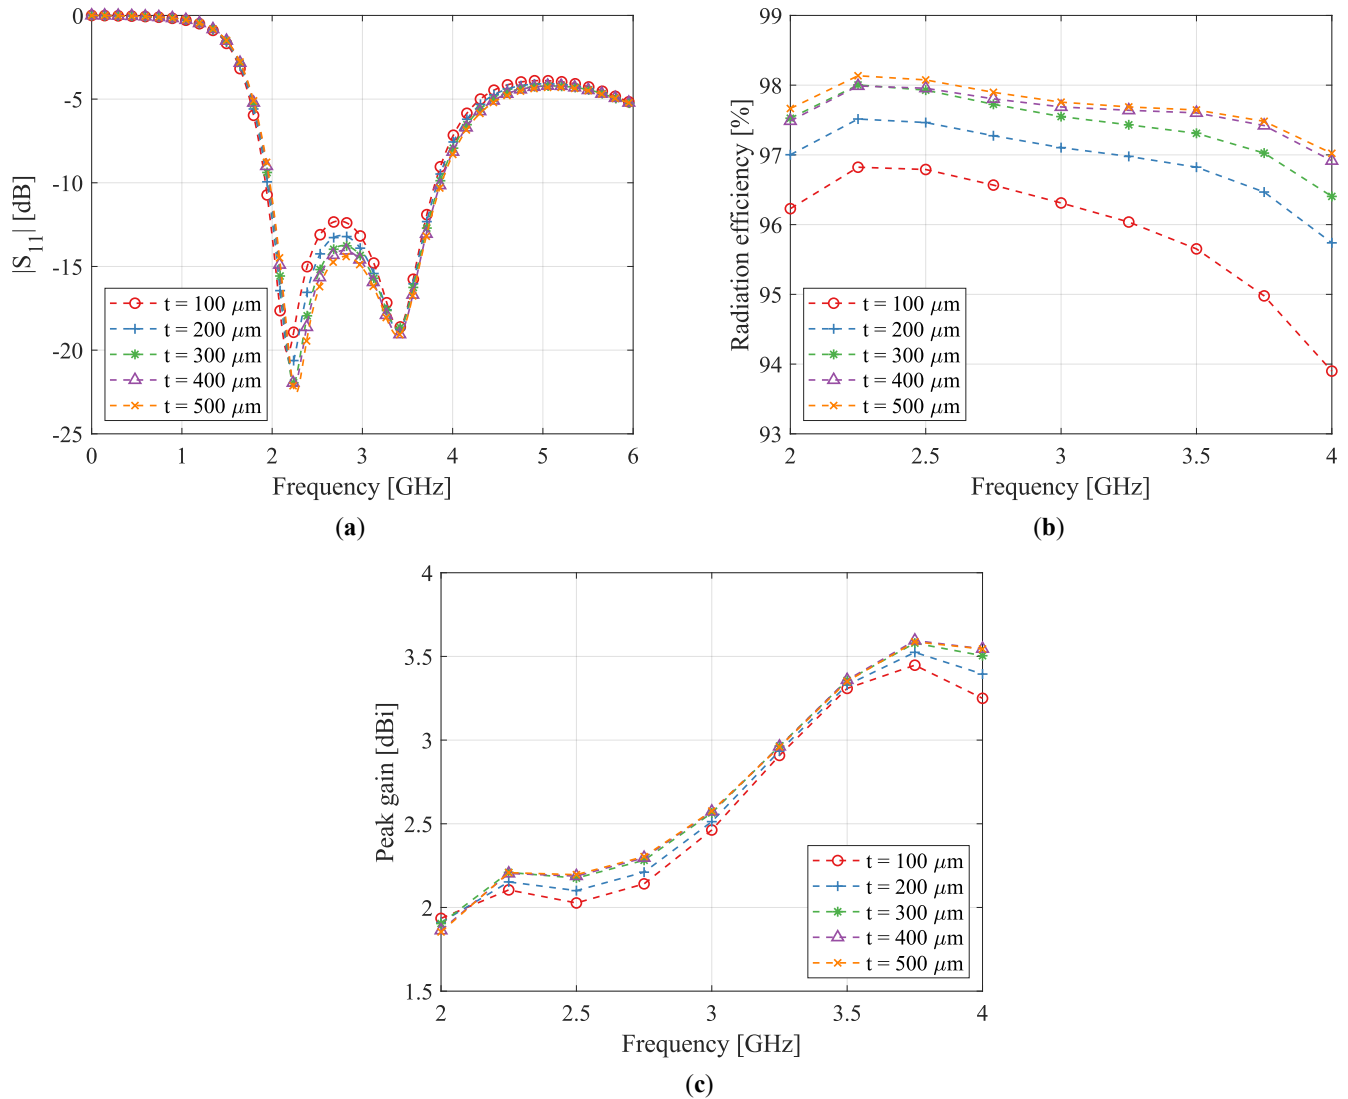 0
-5
-10
-15
-20
-25
|S11| [dB]
t = 100 μm
t = 200 μm
t = 300 μm
t = 400 μm
t = 500 μm
0 1 2 3 4 5 6
Frequency [GHz]
(a)
99
98
97
96
95
94
93
Radiation efficiency [%]
t = 100 μm
t = 200 μm
t = 300 μm
t = 400 μm
t = 500 μm
2 2.5 3 3.5 4
Frequency [GHz]
(b)
4
3.5
3
2.5
2
1.5
Peak gain [dBi]
t = 100 μm
t = 200 μm
t = 300 μm
t = 400 μm
t = 500 μm
2 2.5 3 3.5 4
Frequency [GHz]
(c)